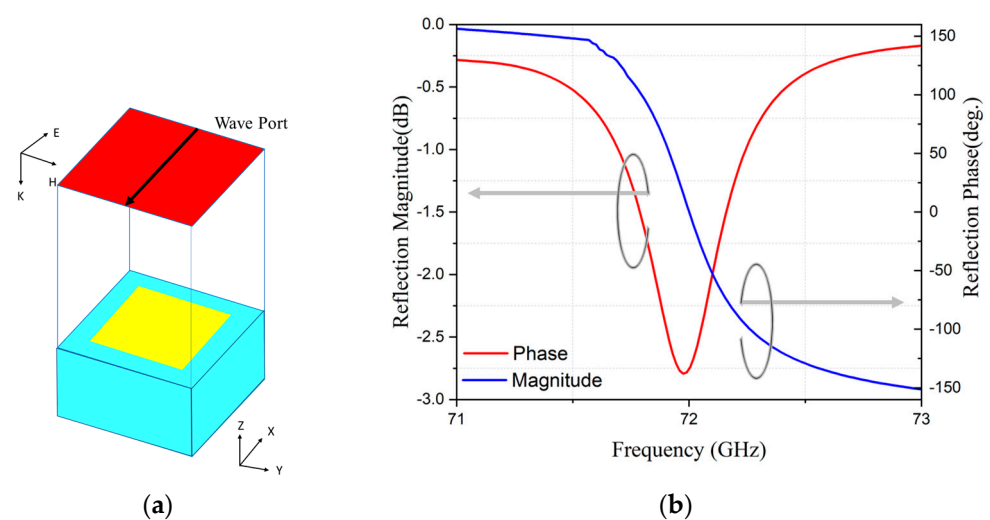 Wave Port
E
H
K
Z
X
Y
(a)
0.0
-0.5
-1.0
-1.5
-2.0
-2.5
-3.0
Reflection Magnitude(dB)
150
100
50
0
-50
-100
-150
Reflection Phase(deg.)
Phase
Magnitude
71
72
73
Frequency (GHz)
(b)